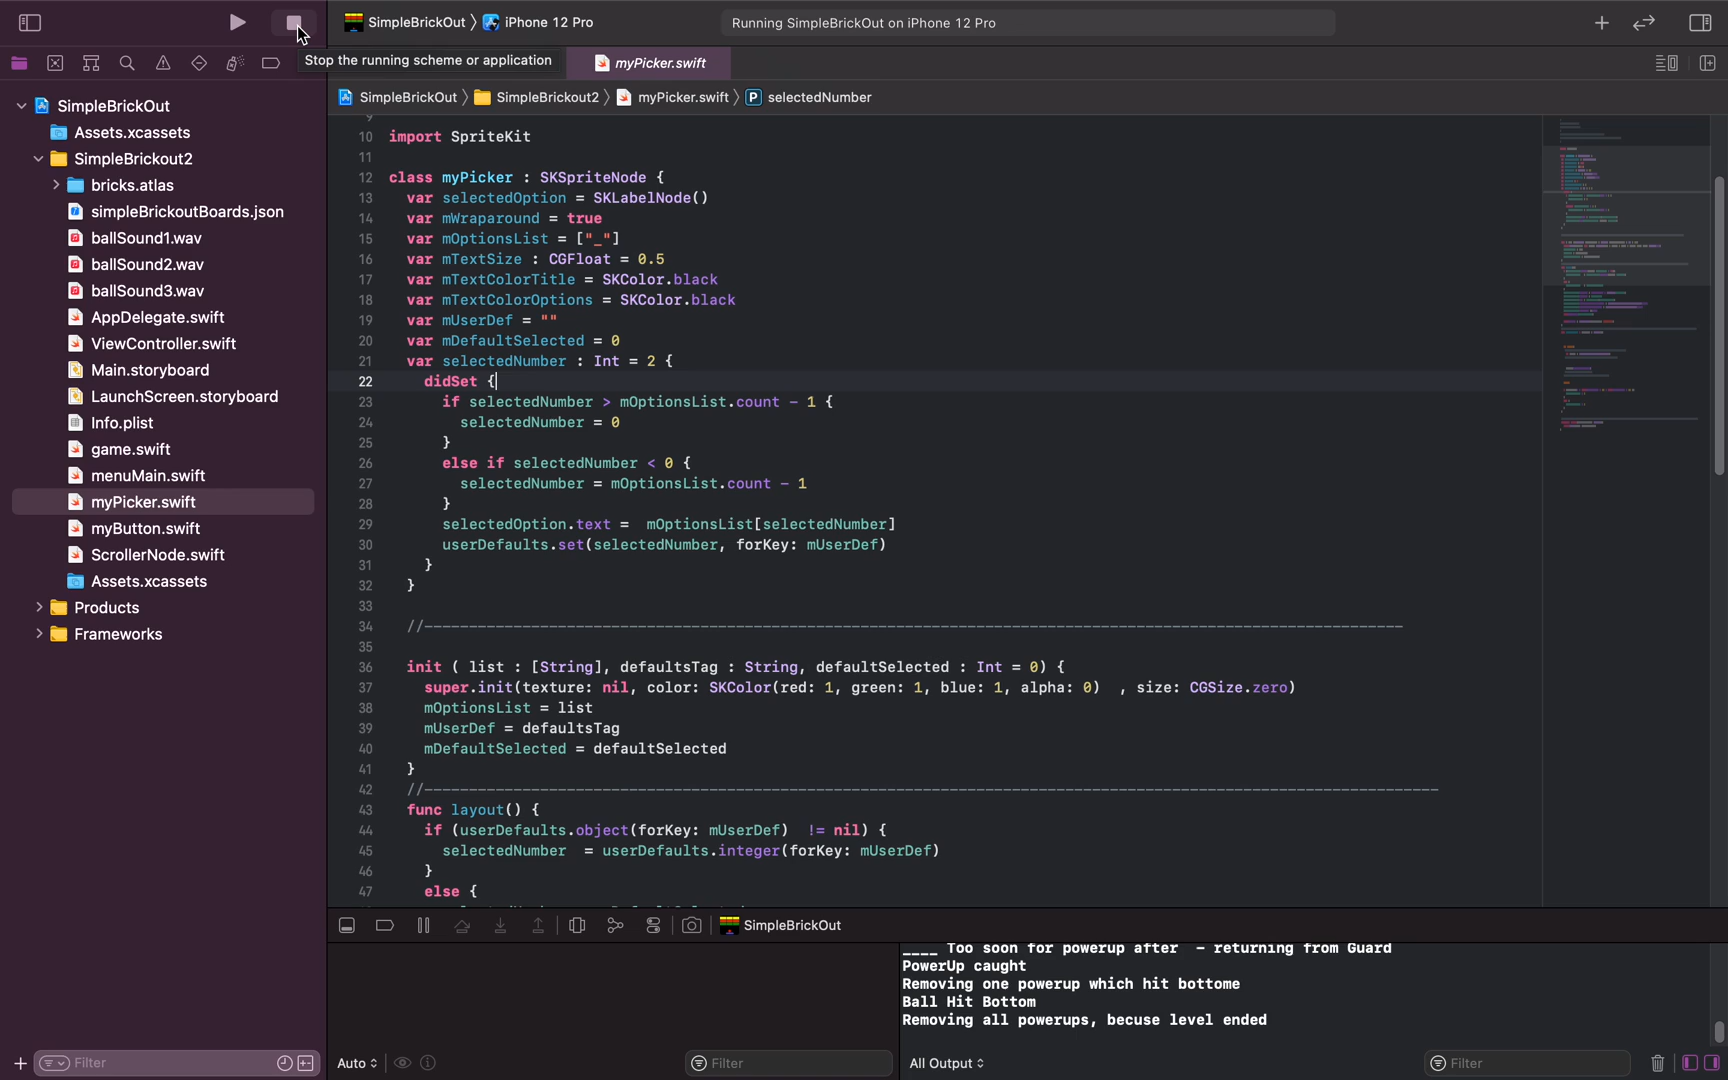 SimpleBrickOut
iPhone 12 Pro
Running SimpleBrickOut on iPhone 12 Pro
Stop the running scheme or application
myPicker.swift
SimpleBrickOut
SimpleBrickout2
myPicker.swift
P selectedNumber
SimpleBrickOut
Assets.xcassets
SimpleBrickout2
bricks.atlas
simpleBrickoutBoards.json
ballSound1.wav
ballSound2.wav
ballSound3.wav
AppDelegate.swift
ViewController.swift
Main.storyboard
LaunchScreen.storyboard
Info.plist
game.swift
menuMain.swift
myPicker.swift
myButton.swift
ScrollerNode.swift
Assets.xcassets
Products
Frameworks
Filter
9
10 import SpriteKit
11
12 class myPicker : SKSpriteNode {
13 var selectedOption = SKLabelNode()
14 var mWraparound = true
15 var mOptionsList = ["_"]
16 var mTextSize : CGFloat = 0.5
17 var mTextColorTitle = SKColor.black
18 var mTextColorOptions = SKColor.black
19 var mUserDef = ""
20 var mDefaultSelected = 0
21 var selectedNumber : Int = 2 {
22 didSet {
23 if selectedNumber > mOptionsList.count - 1 {
24 selectedNumber = 0
25 }
26 else if selectedNumber < 0 {
27 selectedNumber = mOptionsList.count - 1
28 }
29 selectedOption.text =  mOptionsList[selectedNumber]
30 userDefaults.set(selectedNumber, forKey: mUserDef)
31 }
32 }
33
34 //--------------------------------------------------------------------------------------------------------------
35
36 init ( list : [String], defaultsTag : String, defaultSelected : Int = 0) {
37 super.init(texture: nil, color: SKColor(red: 1, green: 1, blue: 1, alpha: 0)  , size: CGSize.zero)
38 mOptionsList = list
39 mUserDef = defaultsTag
40 mDefaultSelected = defaultSelected
41 }
42 //------------------------------------------------------------------------------------------------------------------
43 func layout() {
44 if (userDefaults.object(forKey: mUserDef)  != nil) {
45 selectedNumber  = userDefaults.integer(forKey: mUserDef)
46 }
47 else {
SimpleBrickOut
____ Too soon for powerup after  - returning from Guard
PowerUp caught
Removing one powerup which hit bottome
Ball Hit Bottom
Removing all powerups, becuse level ended
Auto
Filter
All Output
Filter